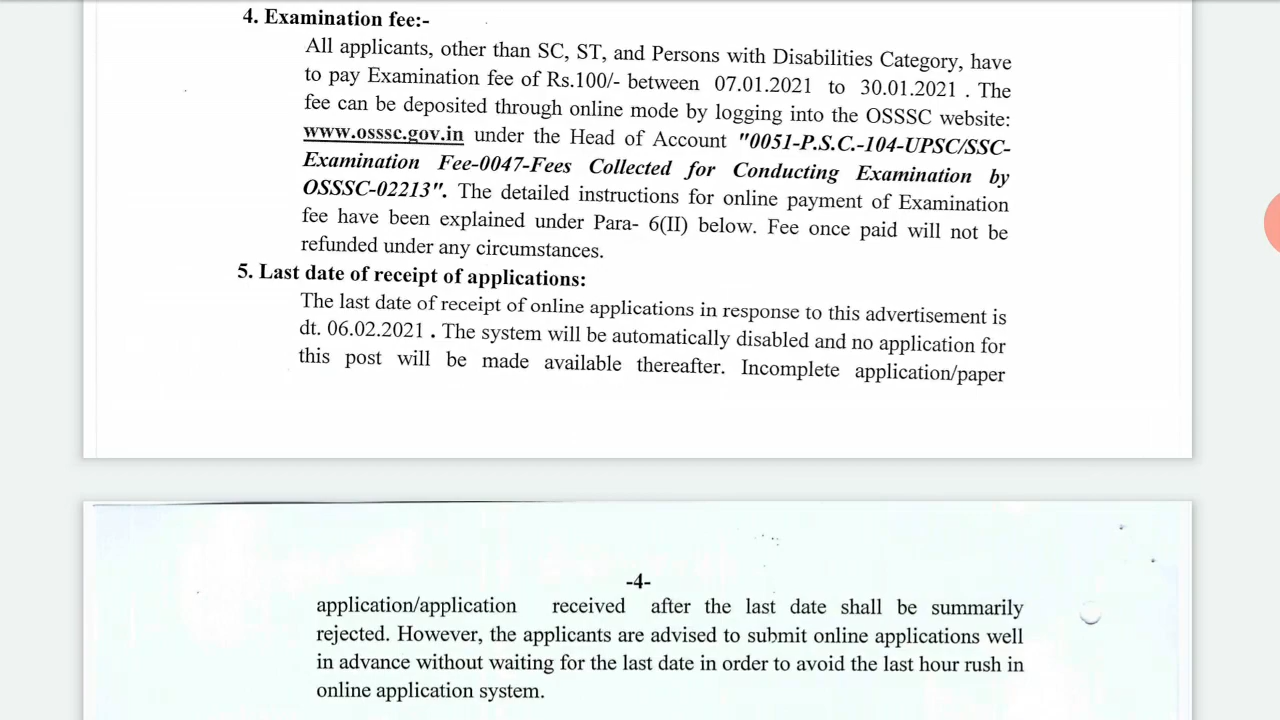 4. Examination fee:-
All applicants, other than SC, ST, and Persons with Disabilities Category, have
to pay Examination fee of Rs.100/- between 07.01.2021 to 30.01.2021 . The
fee can be deposited through online mode by logging into the OSSSC website:
www.osssc.gov.in under the Head of Account "0051-P.S.C.-104-UPSC/SSC-
Examination Fee-0047-Fees Collected for Conducting Examination by
OSSSC-02213". The detailed instructions for online payment of Examination
fee have been explained under Para- 6(II) below. Fee once paid will not be
refunded under any circumstances.
5. Last date of receipt of applications:
The last date of receipt of online applications in response to this advertisement is
dt. 06.02.2021 . The system will be automatically disabled and no application for
this post will be made available thereafter. Incomplete application/paper
-4-
application/application received after the last date shall be summarily
rejected. However, the applicants are advised to submit online applications well
in advance without waiting for the last date in order to avoid the last hour rush in
online application system.